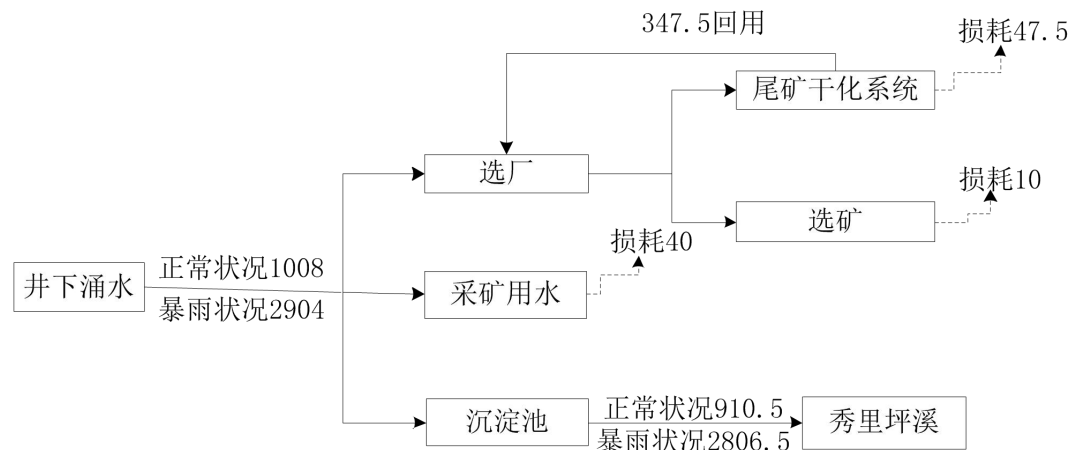 347.5回用
损耗47.5
尾矿干化系统
选厂
损耗10
选矿
损耗40
井下涌水
正常状况1008
暴雨状况2904
采矿用水
沉淀池
正常状况910.5
暴雨状况2806.5
秀里坪溪